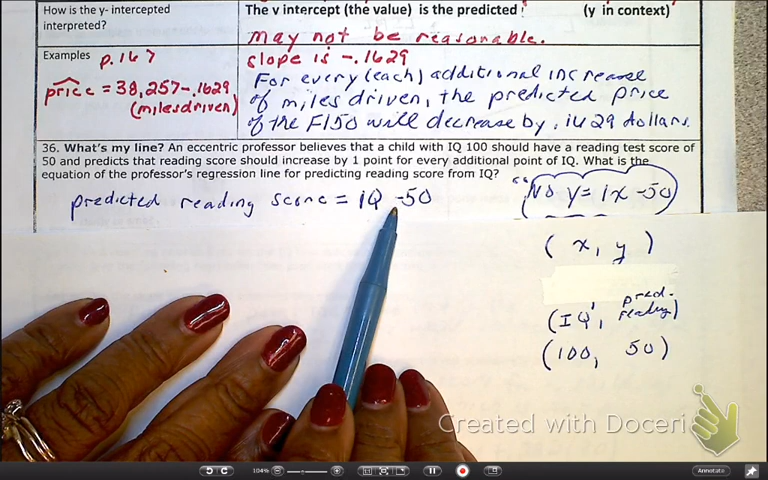 How is the y- intercepted
interpreted?
The y intercept (the value) is the predicted
(y in context)
may not be reasonable.
Examples
p.167
slope is -.1629
price = 38,257-.1629
(miles driven)
For every (each) additional increase
of miles driven, the predicted price
of the F150 will decrease by .1629 dollars.
36. What's my line? An eccentric professor believes that a child with IQ 100 should have a reading test score of
50 and predicts that reading score should increase by 1 point for every additional point of IQ. What is the
equation of the professor's regression line for predicting reading score from IQ?
predicted reading score = IQ -50
"No y=1x-50
(x, y)
(IQ, pred. reading)
(100, 50)
Created with Doceri
104%
Annotate